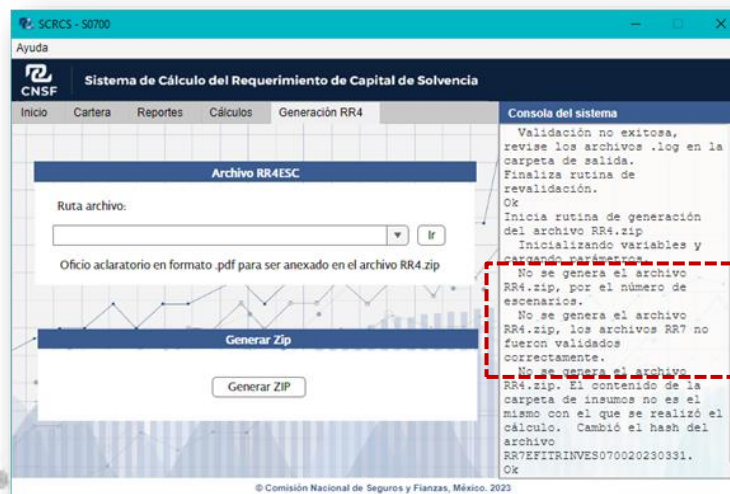 SCRCS - S0700
Ayuda
CNSF
Sistema de Cálculo del Requerimiento de Capital de Solvencia
Inicio Cartera Reportes Cálculos Generación RR4
Archivo RR4ESC
Ruta archivo:
Ir
Oficio aclaratorio en formato .pdf para ser anexado en el archivo RR4.zip
Generar Zip
Generar ZIP
Consola del sistema
Validación no exitosa,
revise los archivos .log en la
carpeta de salida.
Finaliza rutina de
revalidación.
Ok
Inicia rutina de generación
del archivo RR4.zip
Inicializando variables y
cargando parámetros.
No se genera el archivo
RR4.zip, por el número de
escenarios.
No se genera el archivo
RR4.zip, los archivos RR7 no
fueron validados
correctamente.
No se genera el archivo
RR4.zip. El contenido de la
carpeta de insumos no es el
mismo con el que se realizó el
cálculo. Cambió el hash del
archivo
RR7EFITRINVES070020230331.
Ok
© Comisión Nacional de Seguros y Fianzas, México. 2023